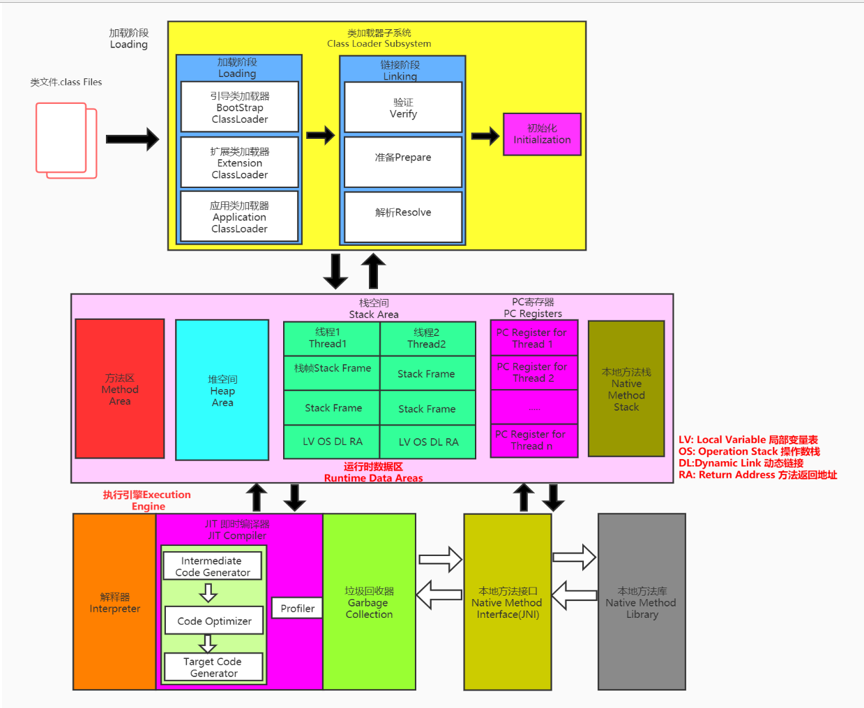 加载阶段
Loading
类文件.class Files
类加载器子系统
Class Loader Subsystem
加载阶段
Loading
引导类加载器
BootStrap
ClassLoader
扩展类加载器
Extension
ClassLoader
应用类加载器
Application
ClassLoader
链接阶段
Linking
验证
Verify
准备Prepare
解析Resolve
初始化
Initialization
方法区
Method
Area
堆空间
Heap
Area
栈空间
Stack Area
线程1
Thread1
线程2
Thread2
栈帧Stack Frame
Stack Frame
Stack Frame
Stack Frame
LV OS DL RA
LV OS DL RA
PC寄存器
PC Registers
PC Register for
Thread 1
PC Register for
Thread 2
......
PC Register for
Thread n
本地方法栈
Native
Method
Stack
运行时数据区
Runtime Data Areas
LV: Local Variable 局部变量表
OS: Operation Stack 操作数栈
DL:Dynamic Link 动态链接
RA: Return Address 方法返回地址
执行引擎Execution
Engine
解释器
Interpreter
JIT 即时编译器
JIT Compiler
Intermediate
Code Generator
Code Optimizer
Target Code
Generator
Profiler
垃圾回收器
Garbage
Collection
本地方法接口
Native Method
Interface(JNI)
本地方法库
Native Method
Library